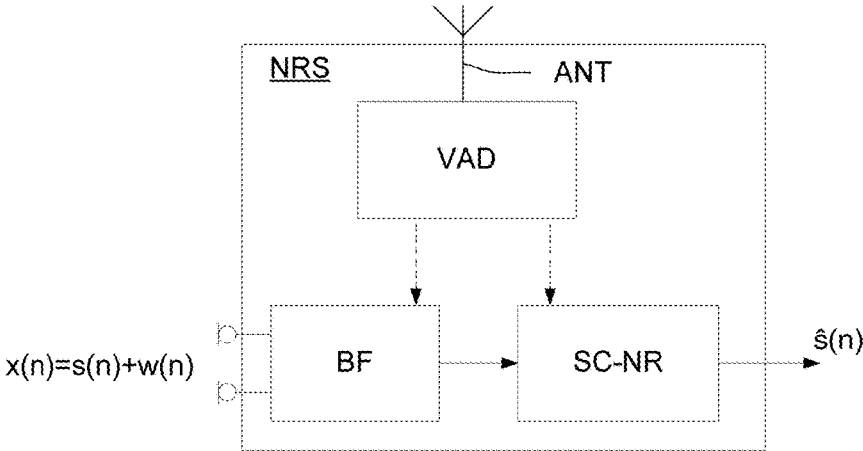 NRS
ANT
VAD
x(n)=s(n)+w(n)
BF
SC-NR
ŝ(n)